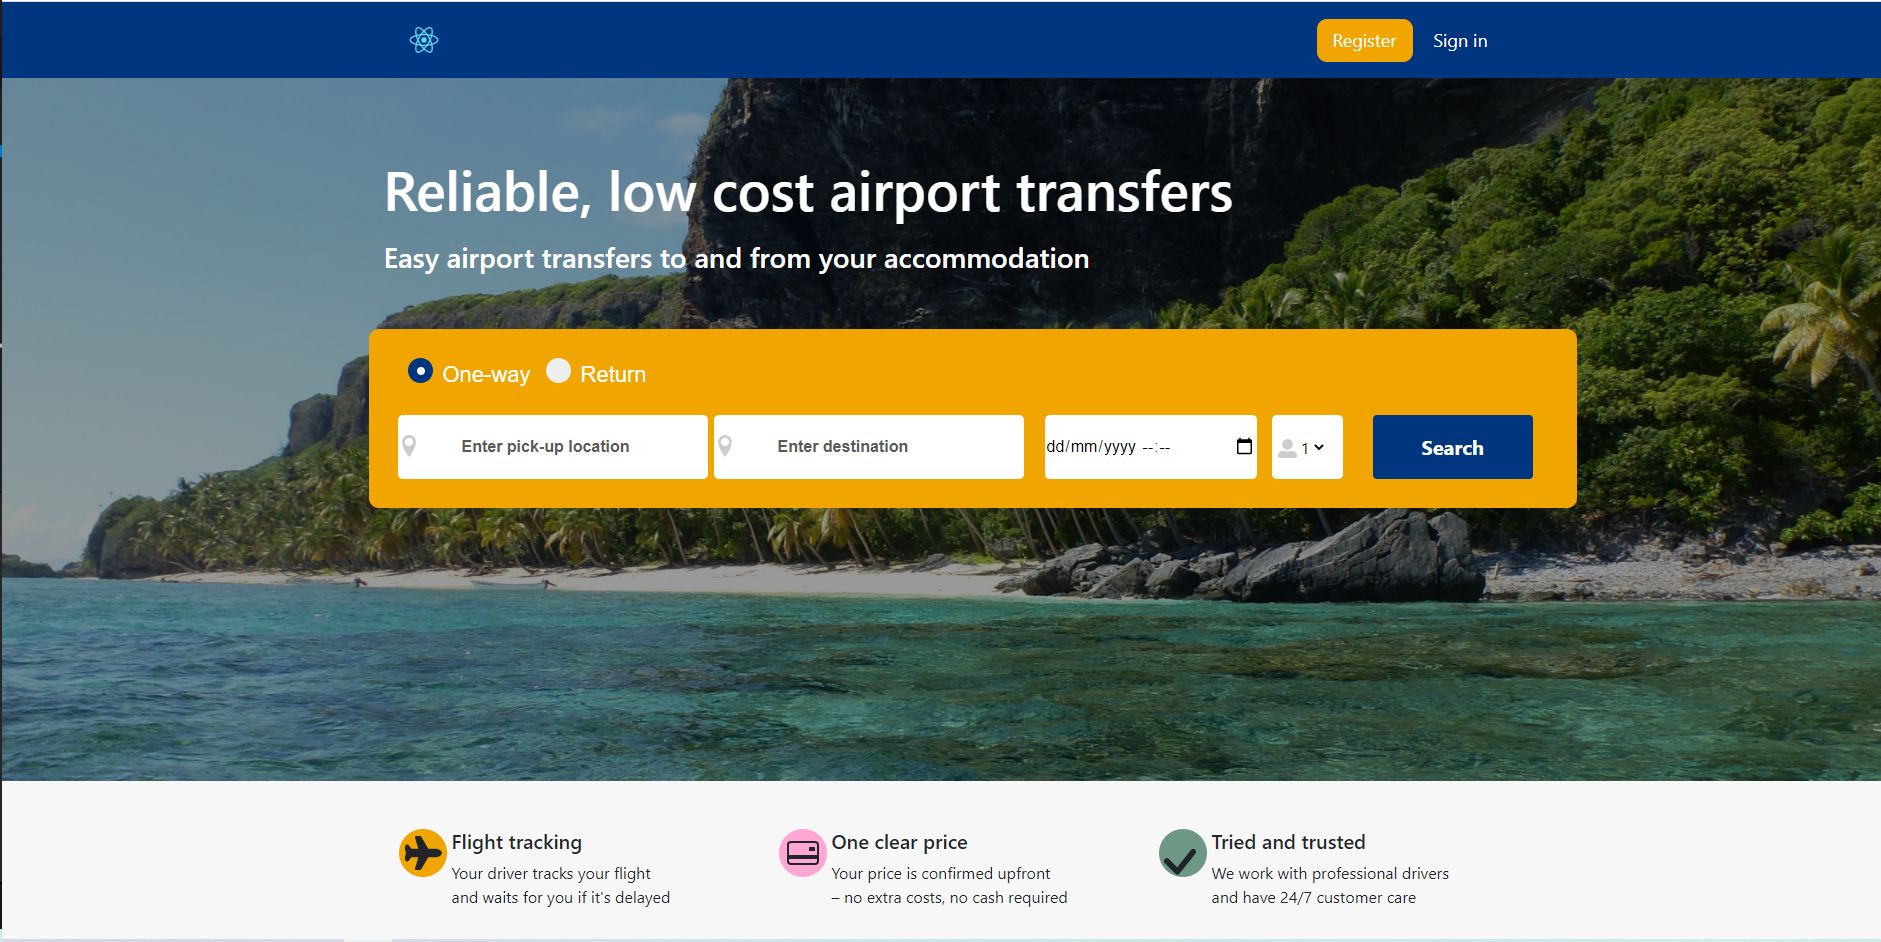 Register Sign in
Reliable, low cost airport transfers
Easy airport transfers to and from your accommodation
One-way Return
Enter pick-up location Enter destination dd/mm/yyyy --:-- 1 Search
Flight tracking
Your driver tracks your flight
and waits for you if it's delayed
One clear price
Your price is confirmed upfront
– no extra costs, no cash required
Tried and trusted
We work with professional drivers
and have 24/7 customer care